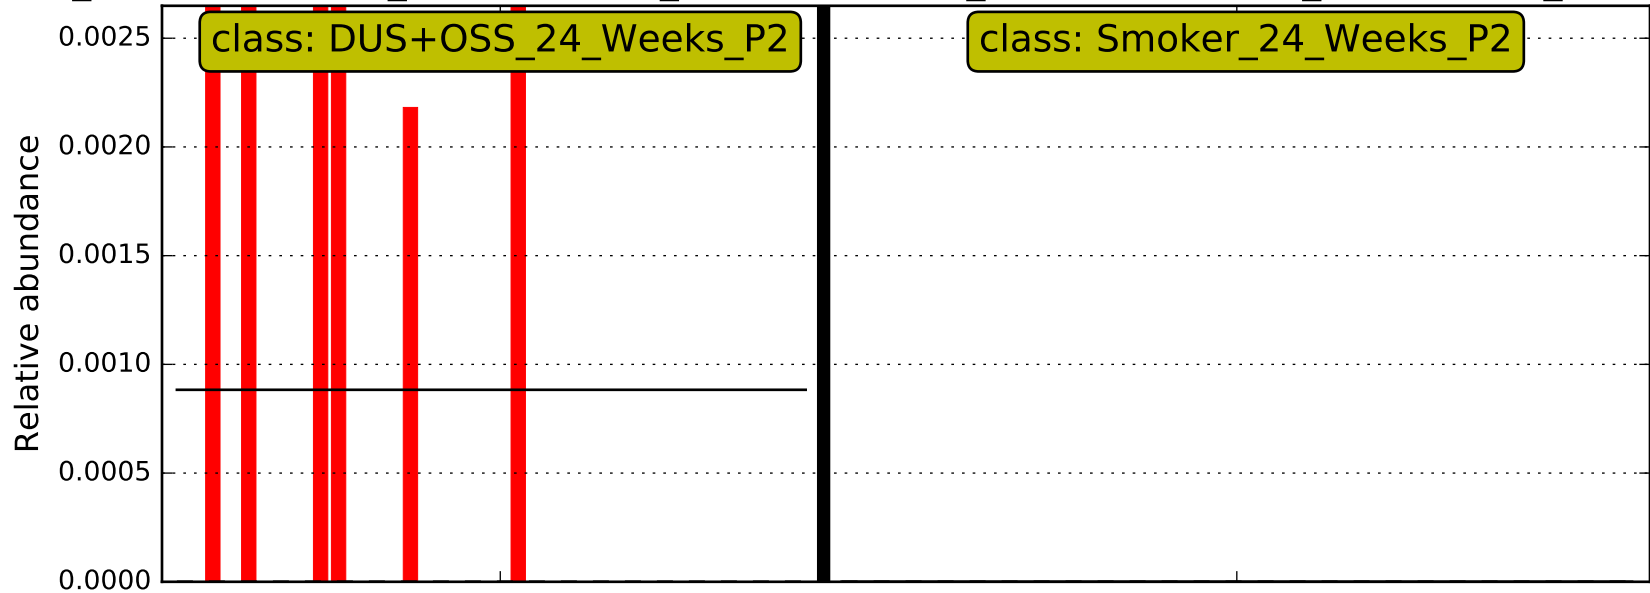 class: DUS+OSS_24_Weeks_P2
class: Smoker_24_Weeks_P2
Relative abundance
0.0025
0.0020
0.0015
0.0010
0.0005
0.0000